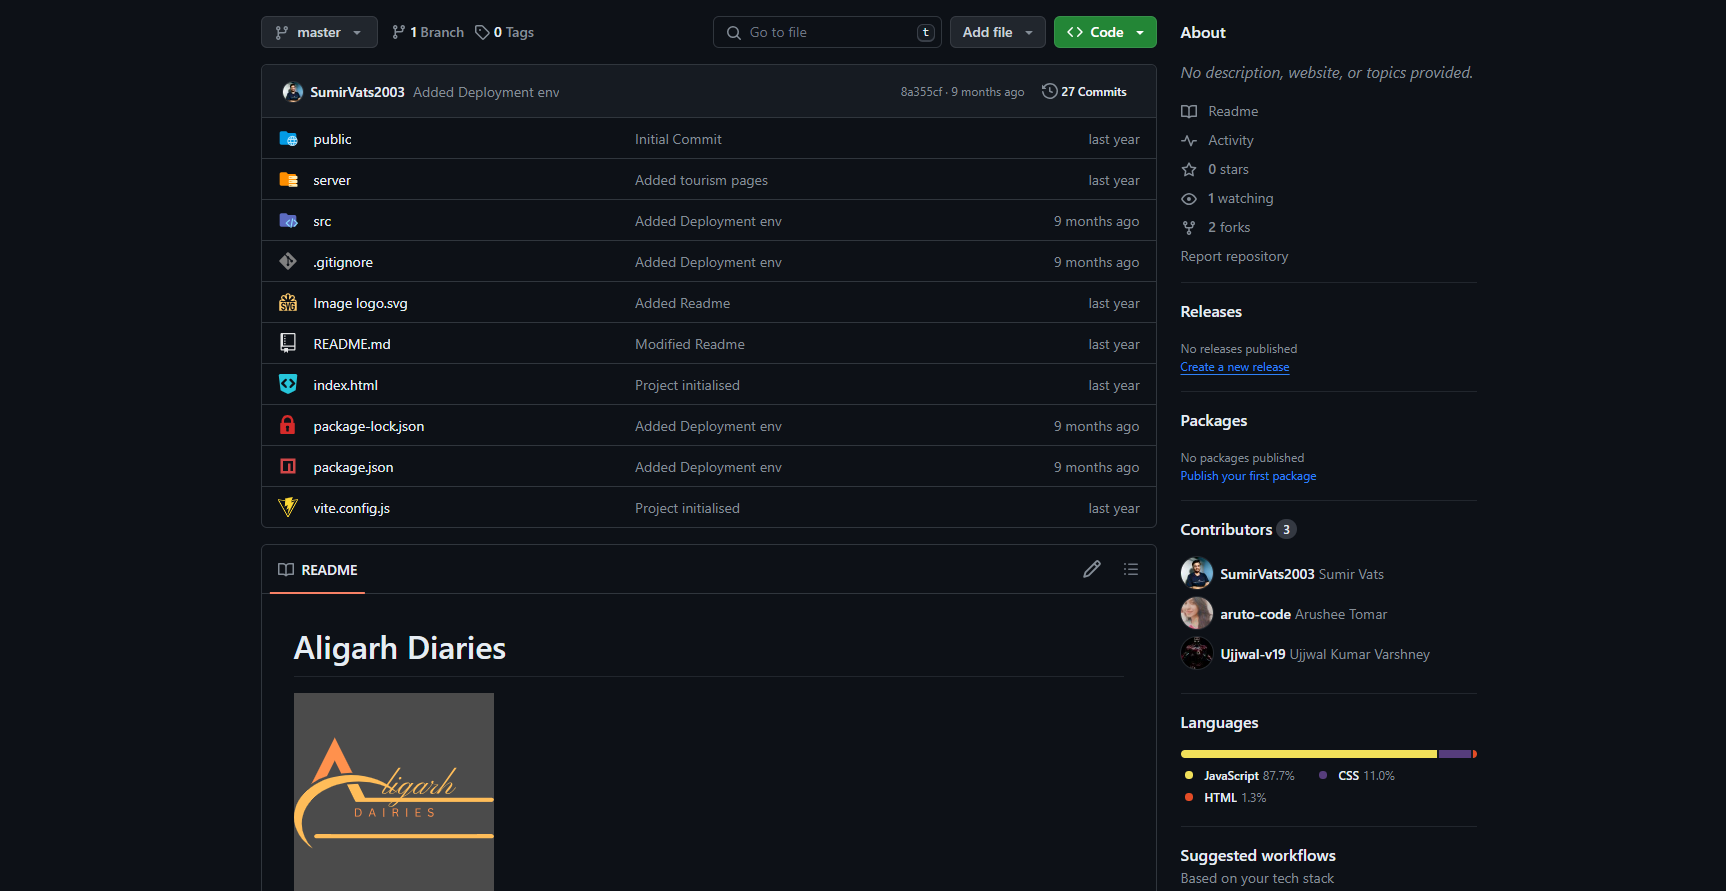 master
1 Branch
0 Tags
Go to file
t
Add file
Code
SumirVats2003 Added Deployment env
8a355cf · 9 months ago
27 Commits
public Initial Commit last year
server Added tourism pages last year
src Added Deployment env 9 months ago
.gitignore Added Deployment env 9 months ago
SVG
Image logo.svg Added Readme last year
README.md Modified Readme last year
index.html Project initialised last year
package-lock.json Added Deployment env 9 months ago
package.json Added Deployment env 9 months ago
vite.config.js Project initialised last year
README
Aligarh Diaries
Aligarh
DAIRIES
About
No description, website, or topics provided.
Readme
Activity
0 stars
1 watching
2 forks
Report repository
Releases
No releases published
Create a new release
Packages
No packages published
Publish your first package
Contributors 3
SumirVats2003 Sumir Vats
aruto-code Arushee Tomar
Ujjwal-v19 Ujjwal Kumar Varshney
Languages
JavaScript 87.7% CSS 11.0%
HTML 1.3%
Suggested workflows
Based on your tech stack